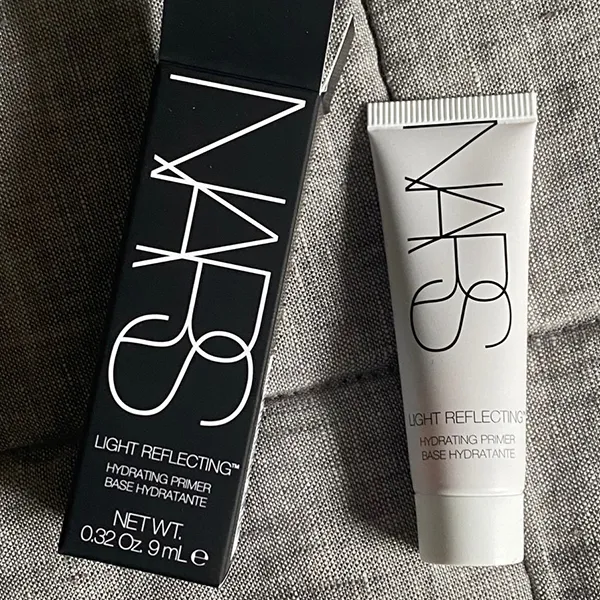 NARS
LIGHT REFLECTING™
HYDRATING PRIMER
BASE HYDRATANTE
NET WT.
0.32 Oz. 9 mL e
NARS
LIGHT REFLECTING™
HYDRATING PRIMER
BASE HYDRATANTE